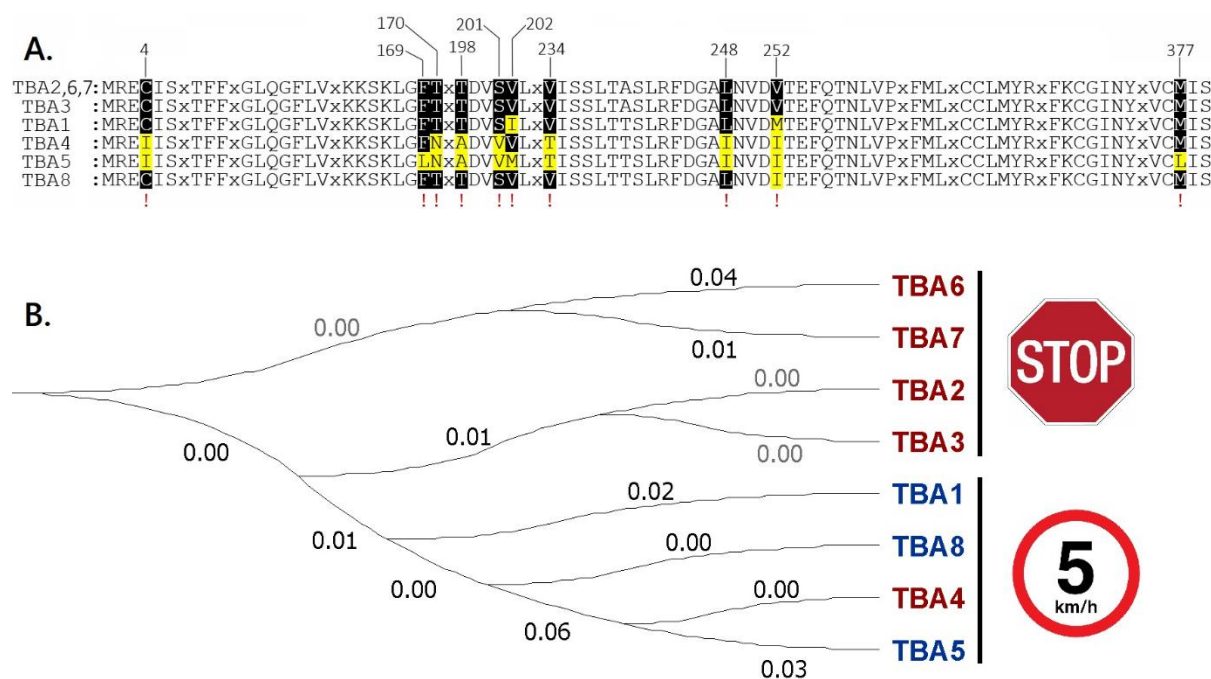 A.
4 170 201 202 234 248 252 377
169 198
TBA2,6,7:MRECISxTFFxGLQGFLVxKKSKLGFTxTDVSVLxVISSLTASLRFDGALNVDVTEFQTNLVPxFMLxCCLMYRxFKCGINYxVCMIS
TBA3 :MRECISxTFFxGLQGFLVxKKSKLGFTxTDVSVLxVISSLTASLRFDGALNVDVTEFQTNLVPxFMLxCCLMYRxFKCGINYxVCMIS
TBA1 :MRECISxTFFxGLQGFLVxKKSKLGFTxTDVSILxVISSLTTSLRFDGALNVDMTEFQTNLVPxFMLxCCLMYRxFKCGINYxVCMIS
TBA4 :MREIISxTFFxGLQGFLVxKKSKLGFNxADVVVLxTISSLTTSLRFDGAINVDITEFQTNLVPxFMLxCCLMYRxFKCGINYxVCMIS
TBA5 :MREIISxTFFxGLQGFLVxKKSKLGLNxADVVMLxTISSLTTSLRFDGAINVDITEFQTNLVPxFMLxCCLMYRxFKCGINYxVCLIS
TBA8 :MRECISxTFFxGLQGFLVxKKSKLGFTxTDVSVLxVISSLTTSLRFDGALNVDITEFQTNLVPxFMLxCCLMYRxFKCGINYxVCMIS
! ! ! ! ! ! ! ! ! !
B.
0.04 TBA6
0.00
0.01 TBA7
STOP
0.00 TBA2
0.01
0.00 TBA3
0.00
0.02 TBA1
0.01
0.00 TBA8
5
km/h
0.00
0.00 TBA4
0.06
0.03 TBA5